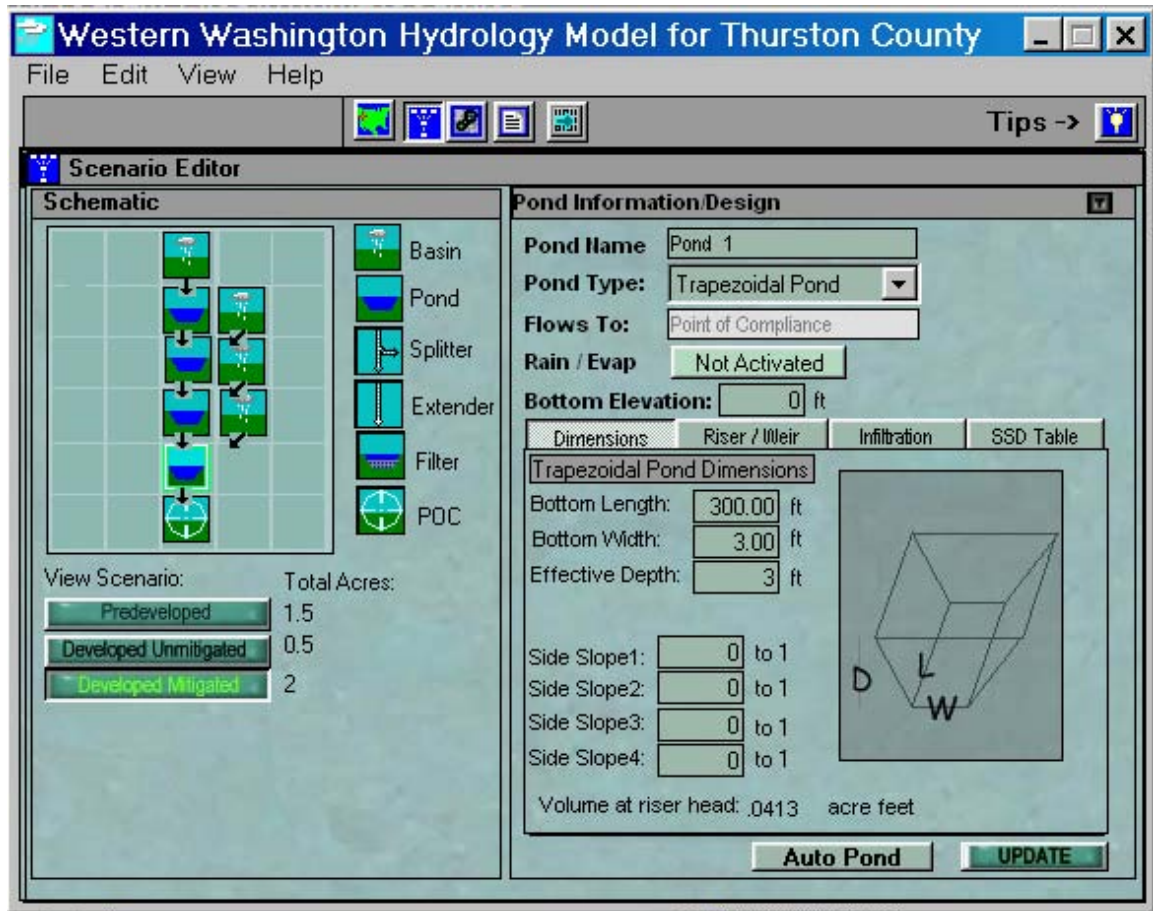 Western Washington Hydrology Model for Thurston County
File Edit View Help
Tips ->
Scenario Editor
Schematic
Basin
Pond
Splitter
Extender
Filter
POC
View Scenario: Total Acres:
Predeveloped 1.5
Developed Unmitigated 0.5
Developed Mitigated 2
Pond Information/Design
Pond Name Pond 1
Pond Type: Trapezoidal Pond
Flows To: Point of Compliance
Rain / Evap Not Activated
Bottom Elevation: 0 ft
Dimensions Riser / Weir Infiltration SSD Table
Trapezoidal Pond Dimensions
Bottom Length: 300.00 ft
Bottom Width: 3.00 ft
Effective Depth: 3 ft
Side Slope1: 0 to 1
Side Slope2: 0 to 1
Side Slope3: 0 to 1
Side Slope4: 0 to 1
D L W
Volume at riser head: .0413 acre feet
Auto Pond UPDATE